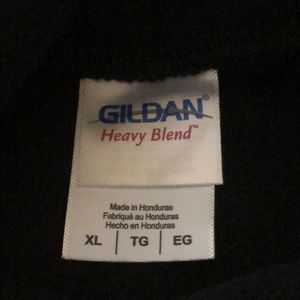 GILDAN®
Heavy Blend™
Made in Honduras
Fabriqué au Honduras
Hecho en Honduras
XL | TG | EG